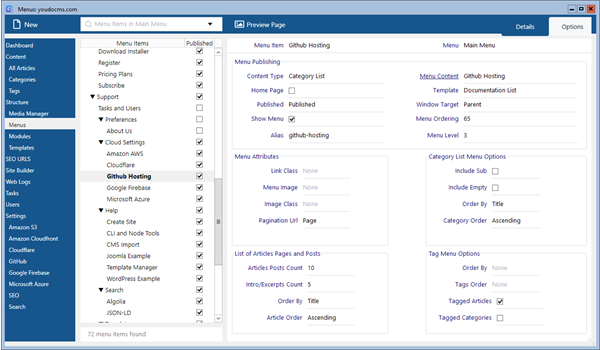 Menus: youdocms.com
New
Menu Items in Main Menu
Preview Page
Details
Options
Dashboard
Content
All Articles
Categories
Tags
Structure
Media Manager
Menus
Modules
Templates
SEO URLS
Site Builder
Web Logs
Tasks
Users
Settings
Amazon S3
Amazon Cloudfront
Cloudflare
GitHub
Google Firebase
Microsoft Azure
SEO
Search
Menu Items Published
Download Installer
Register
Pricing Plans
Subscribe
Support
Tasks and Users
Preferences
About Us
Cloud Settings
Amazon AWS
Cloudflare
Github Hosting
Google Firebase
Microsoft Azure
Help
Create Site
CLI and Node Tools
CMS Import
Joomla Example
Template Manager
WordPress Example
Search
Algolia
JSON-LD
72 menu items found
Menu Item Github Hosting Menu Main Menu
Menu Publishing
Content Type Category List Menu Content Github Hosting
Home Page Template Documentation List
Published Published Window Target Parent
Show Menu Menu Ordering 65
Alias github-hosting Menu Level 3
Menu Attributes
Link Class None
Menu Image None
Image Class None
Pagination Url Page
Category List Menu Options
Include Sub
Include Empty
Order By Title
Category Order Ascending
List of Articles Pages and Posts
Articles Posts Count 10
Intro/Excerpts Count 5
Order By Title
Article Order Ascending
Tag Menu Options
Order By None
Tags Order None
Tagged Articles
Tagged Categories